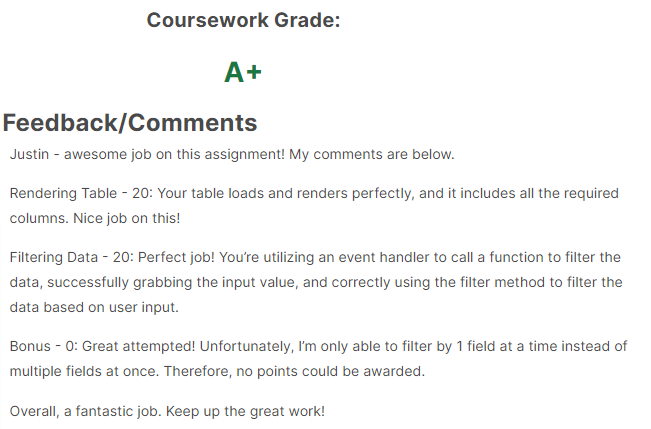 Coursework Grade:
A+
Feedback/Comments
Justin - awesome job on this assignment! My comments are below.
Rendering Table - 20: Your table loads and renders perfectly, and it includes all the required
columns. Nice job on this!
Filtering Data - 20: Perfect job! You’re utilizing an event handler to call a function to filter the
data, successfully grabbing the input value, and correctly using the filter method to filter the
data based on user input.
Bonus - 0: Great attempted! Unfortunately, I’m only able to filter by 1 field at a time instead of
multiple fields at once. Therefore, no points could be awarded.
Overall, a fantastic job. Keep up the great work!